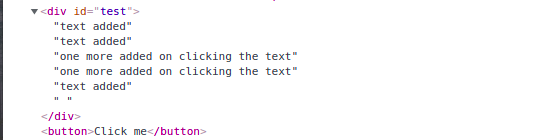 ▼<div id="test">
"text added"
"text added"
"one more added on clicking the text"
"one more added on clicking the text"
"text added"
" "
</div>
<button>Click me</button>